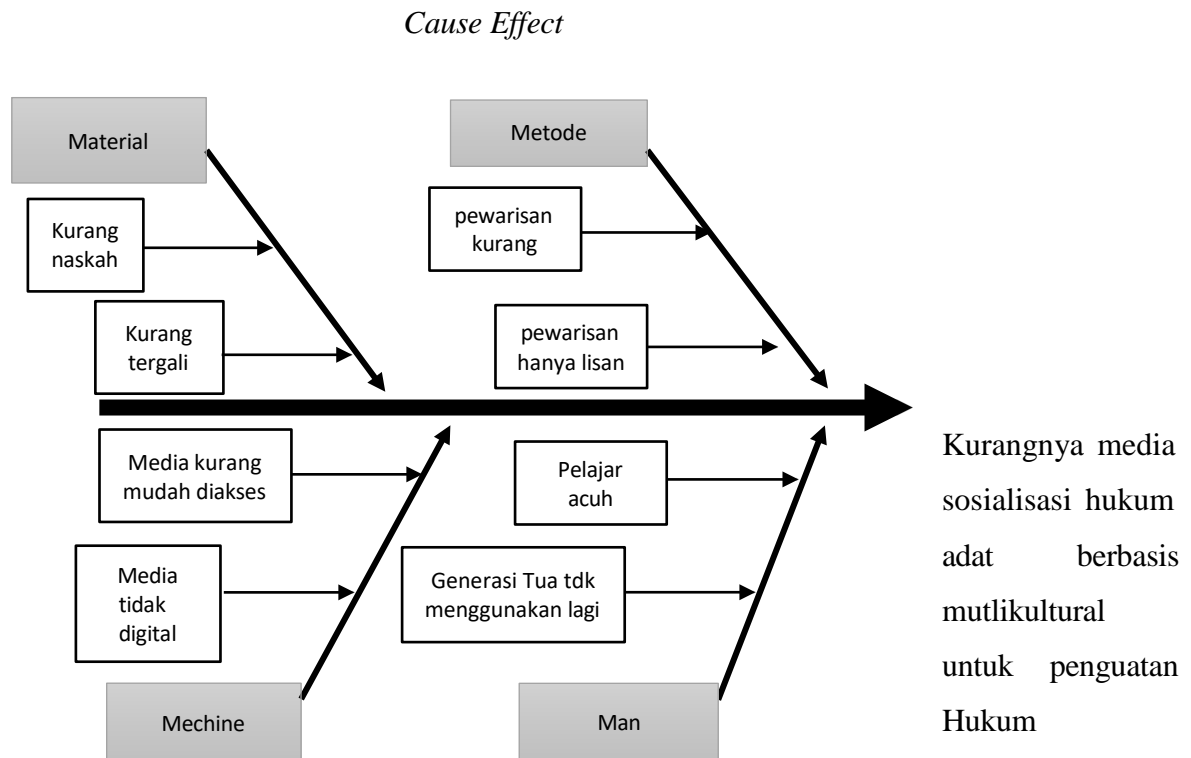 Cause Effect
Material
Metode
Kurang
naskah
pewarisan
kurang
Kurang
tergali
pewarisan
hanya lisan
Media kurang
mudah diakses
Pelajar
acuh
Media
tidak
digital
Generasi Tua tdk
menggunakan lagi
Mechine
Man
Kurangnya media
sosialisasi hukum
adat berbasis
mutlikultural
untuk penguatan
Hukum